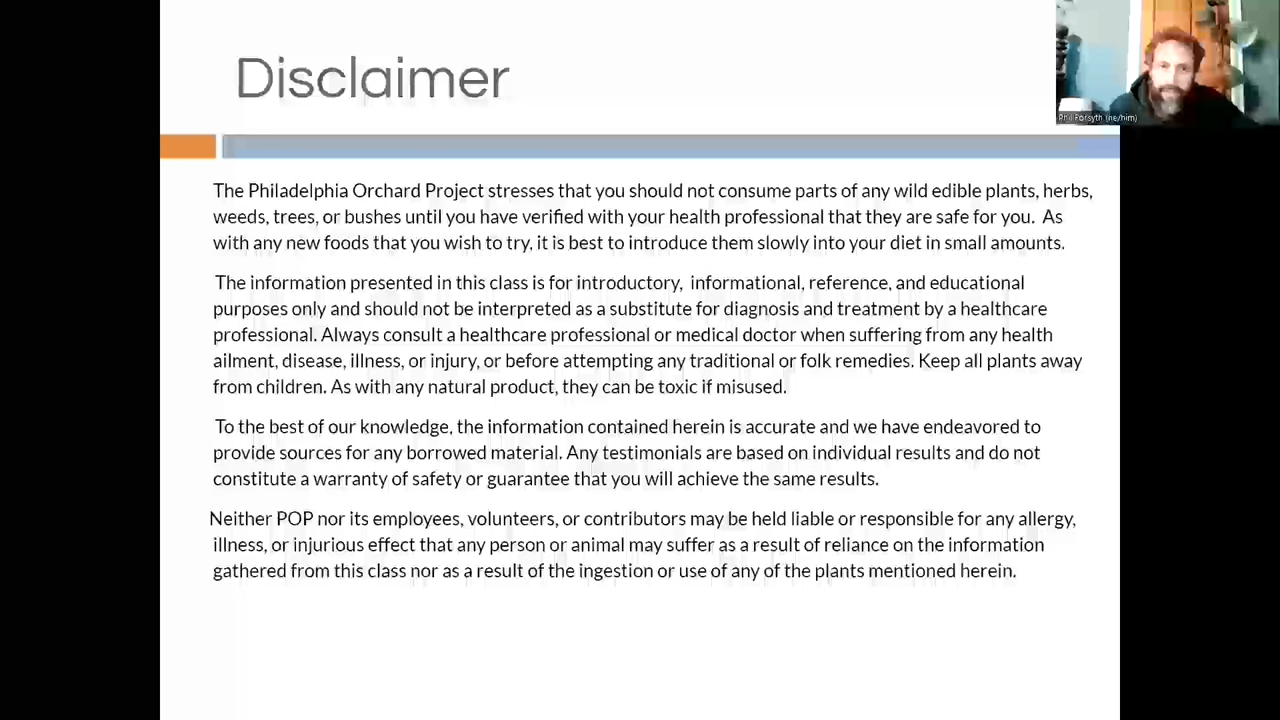 Disclaimer
Phil Forsyth (he/him)
The Philadelphia Orchard Project stresses that you should not consume parts of any wild edible plants, herbs,
weeds, trees, or bushes until you have verified with your health professional that they are safe for you. As
with any new foods that you wish to try, it is best to introduce them slowly into your diet in small amounts.
The information presented in this class is for introductory, informational, reference, and educational
purposes only and should not be interpreted as a substitute for diagnosis and treatment by a healthcare
professional. Always consult a healthcare professional or medical doctor when suffering from any health
ailment, disease, illness, or injury, or before attempting any traditional or folk remedies. Keep all plants away
from children. As with any natural product, they can be toxic if misused.
To the best of our knowledge, the information contained herein is accurate and we have endeavored to
provide sources for any borrowed material. Any testimonials are based on individual results and do not
constitute a warranty of safety or guarantee that you will achieve the same results.
Neither POP nor its employees, volunteers, or contributors may be held liable or responsible for any allergy,
illness, or injurious effect that any person or animal may suffer as a result of reliance on the information
gathered from this class nor as a result of the ingestion or use of any of the plants mentioned herein.